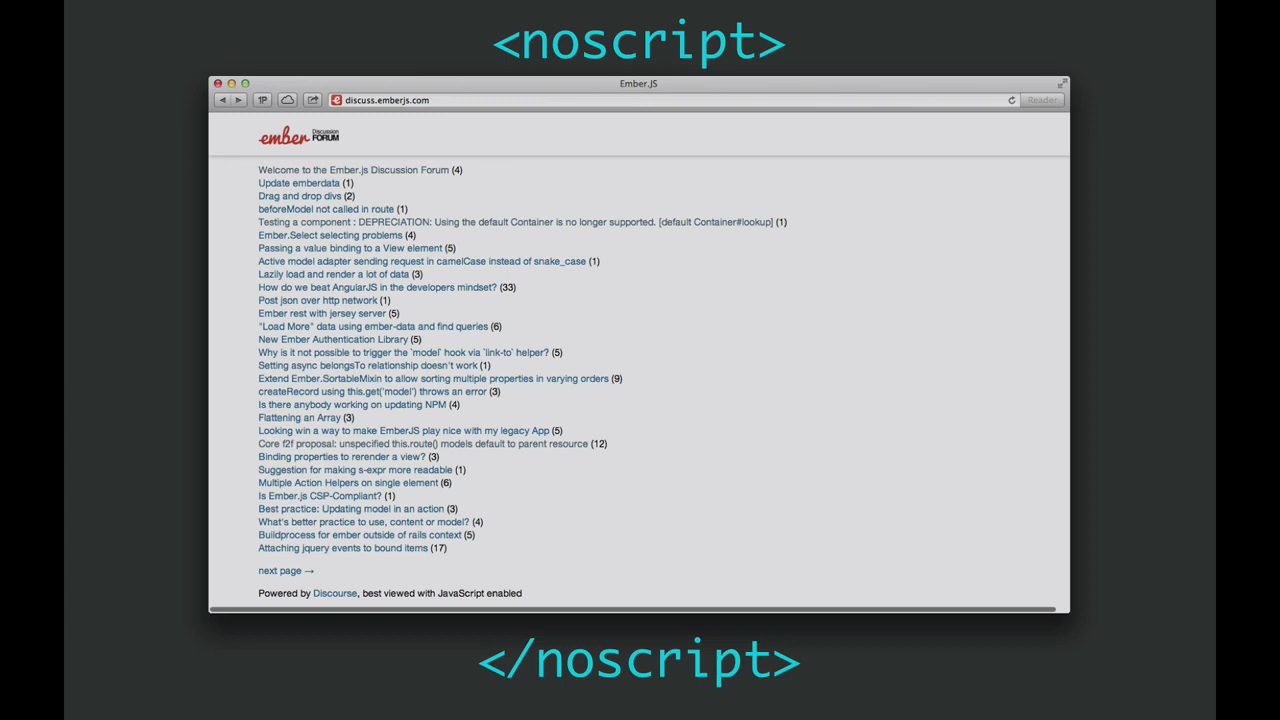 <noscript>
Ember.JS
1P
discuss.emberjs.com
Reader
ember Discussion FORUM
Welcome to the Ember.js Discussion Forum (4)
Update emberdata (1)
Drag and drop divs (2)
beforeModel not called in route (1)
Testing a component : DEPRECIATION: Using the default Container is no longer supported. [default Container#lookup] (1)
Ember.Select selecting problems (4)
Passing a value binding to a View element (5)
Active model adapter sending request in camelCase instead of snake_case (1)
Lazily load and render a lot of data (3)
How do we beat AngularJS in the developers mindset? (33)
Post json over http network (1)
Ember rest with jersey server (5)
"Load More" data using ember-data and find queries (6)
New Ember Authentication Library (5)
Why is it not possible to trigger the `model` hook via `link-to` helper? (5)
Setting async belongsTo relationship doesn't work (1)
Extend Ember.SortableMixin to allow sorting multiple properties in varying orders (9)
createRecord using this.get('model') throws an error (3)
Is there anybody working on updating NPM (4)
Flattening an Array (3)
Looking win a way to make EmberJS play nice with my legacy App (5)
Core f2f proposal: unspecified this.route() models default to parent resource (12)
Binding properties to rerender a view? (3)
Suggestion for making s-expr more readable (1)
Multiple Action Helpers on single element (6)
Is Ember.js CSP-Compliant? (1)
Best practice: Updating model in an action (3)
What's better practice to use, content or model? (4)
Buildprocess for ember outside of rails context (5)
Attaching jquery events to bound items (17)
next page →
Powered by Discourse, best viewed with JavaScript enabled
</noscript>